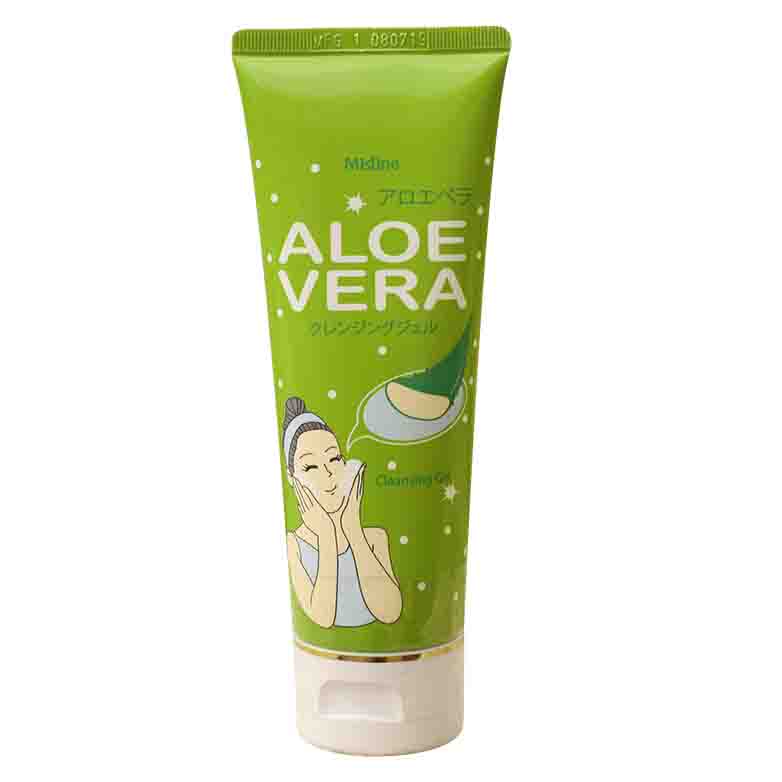 MFG 1 080719
Mistine
アロエベラ
ALOE
VERA
クレンジングジェル
Cleansing Gel